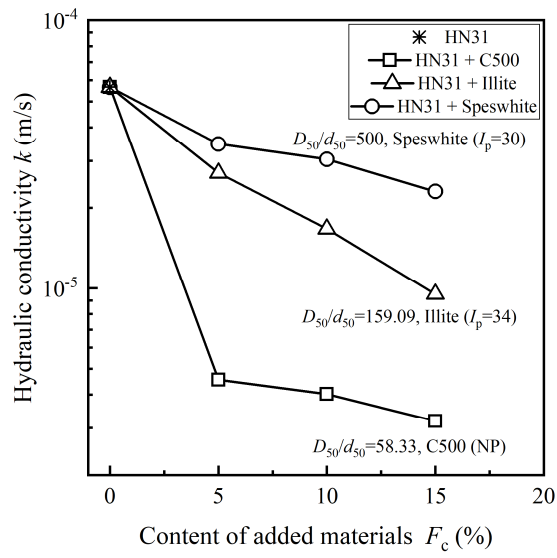 10⁻⁴
HN31
HN31 + C500
HN31 + Illite
HN31 + Speswhite
D₅₀/d₅₀=500, Speswhite (Iₚ=30)
Hydraulic conductivity k (m/s)
10⁻⁵
D₅₀/d₅₀=159.09, Illite (Iₚ=34)
D₅₀/d₅₀=58.33, C500 (NP)
0 5 10 15 20
Content of added materials F_c (%)